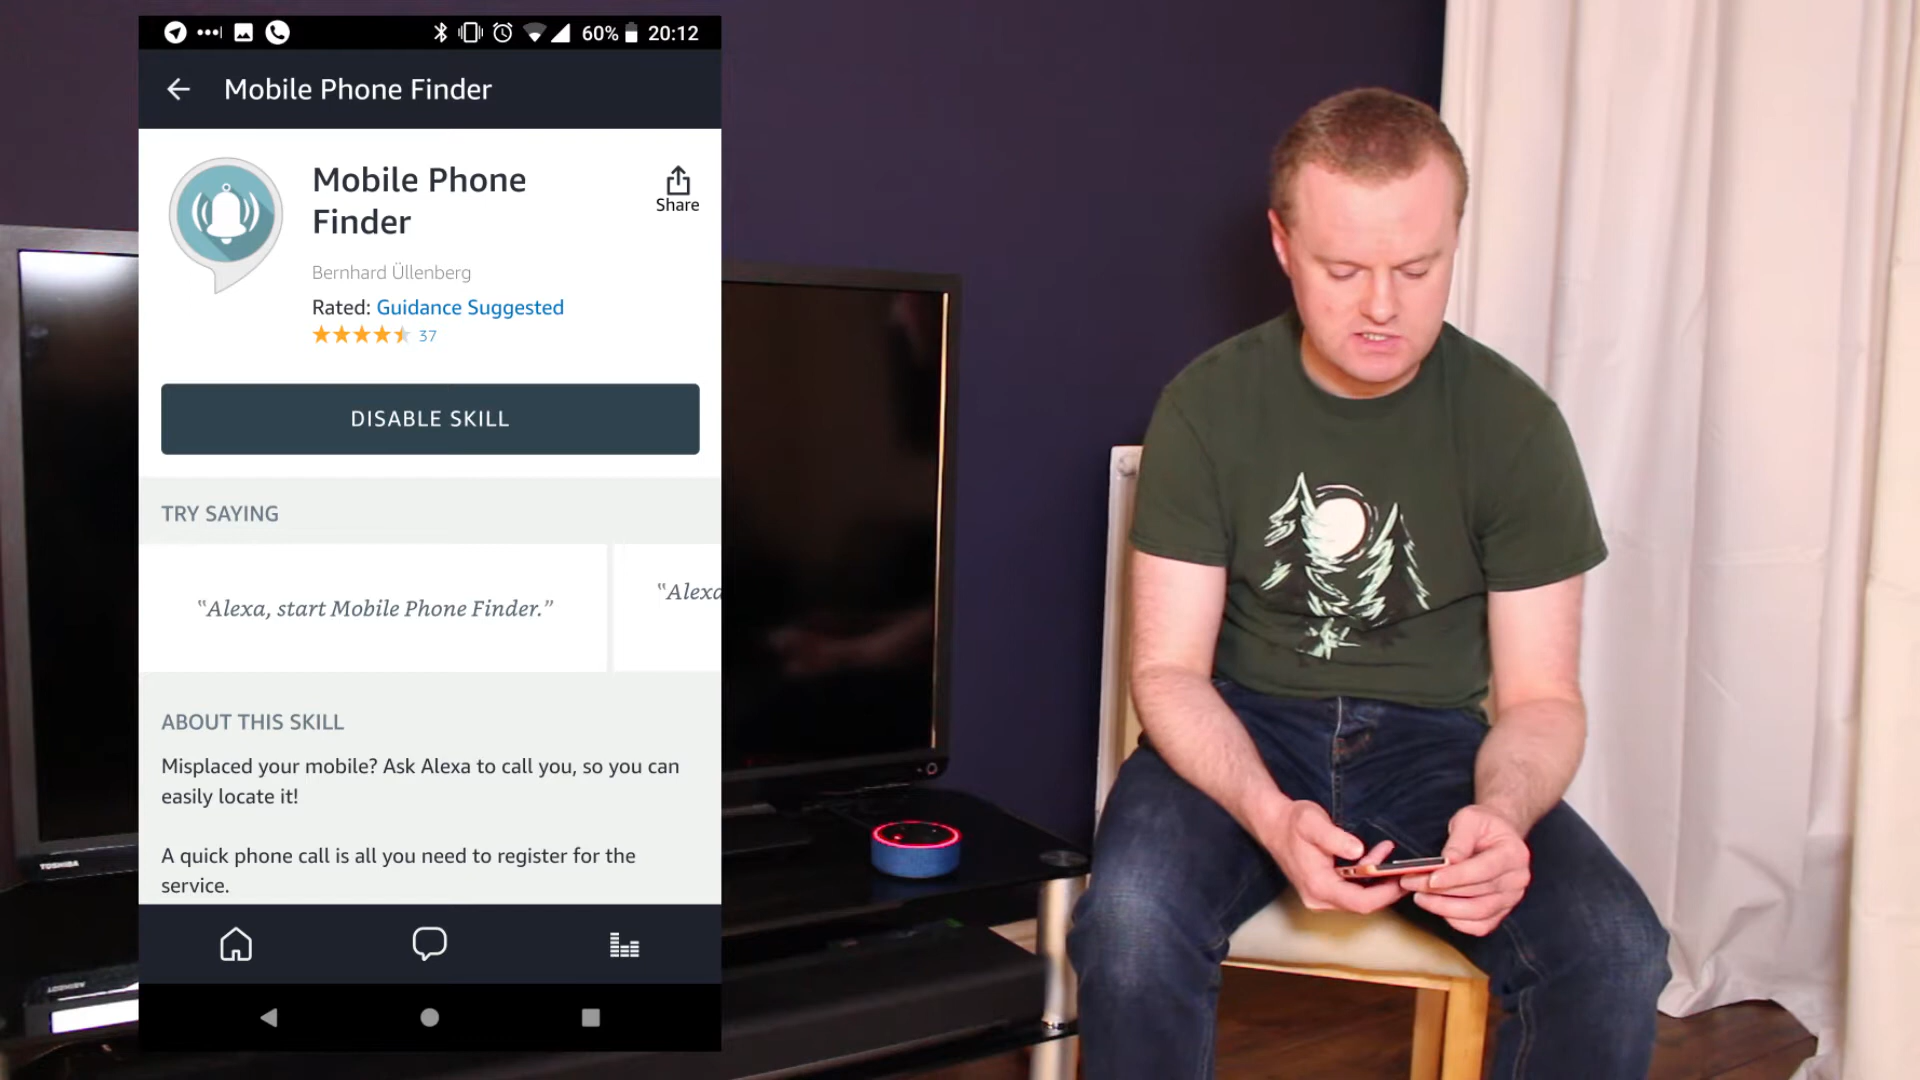 60% 20:12
Mobile Phone Finder
Mobile Phone
Finder
Share
Bernhard Üllenberg
Rated: Guidance Suggested
37
DISABLE SKILL
TRY SAYING
“Alexa, start Mobile Phone Finder.”
“Alexa
ABOUT THIS SKILL
Misplaced your mobile? Ask Alexa to call you, so you can
easily locate it!
A quick phone call is all you need to register for the
service.
TOSHIBA
TOSHIBA